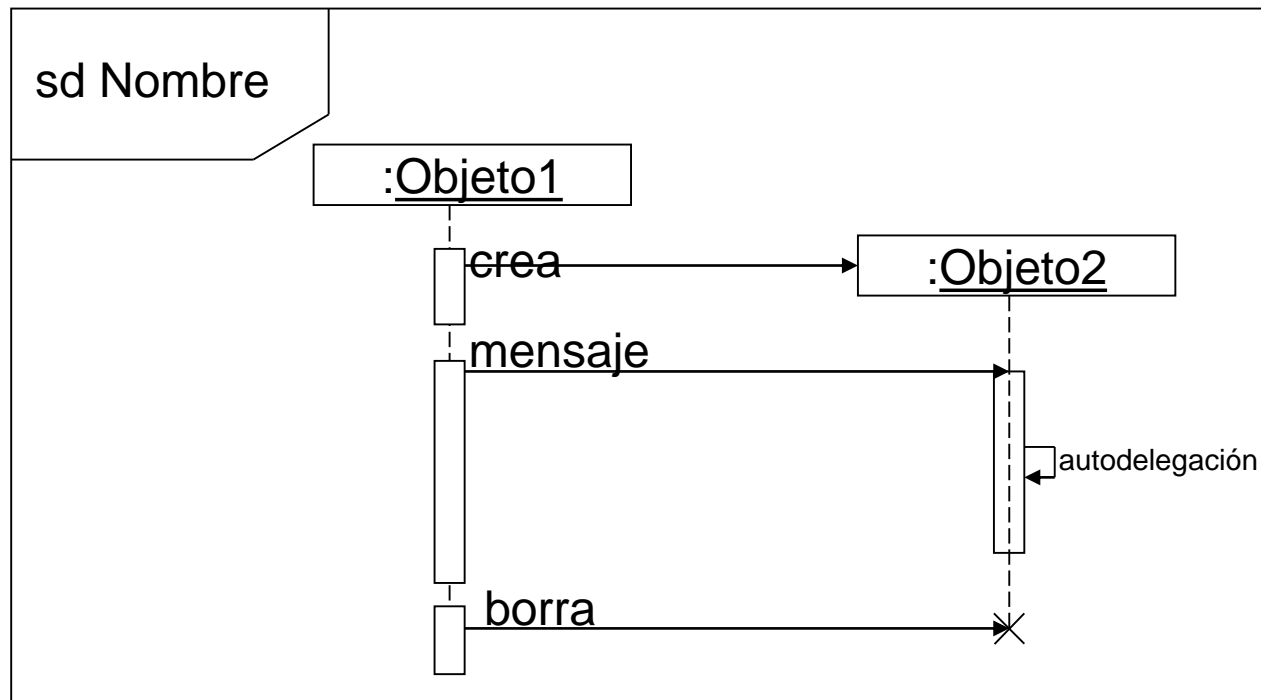 sd Nombre
:Objeto1
crea
:Objeto2
mensaje
autodelegación
borra